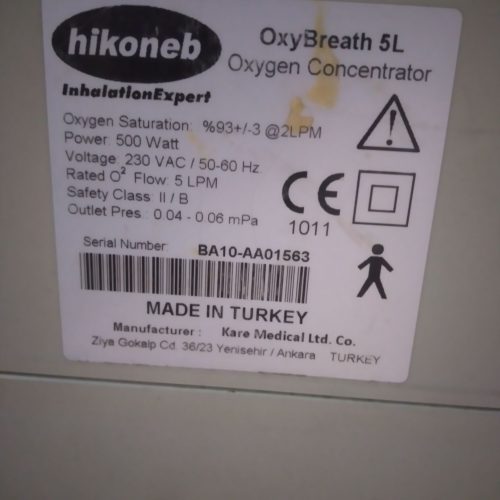 hikoneb
OxyBreath 5L
Oxygen Concentrator
InhalationExpert
Oxygen Saturation: %93+/-3 @2LPM
Power: 500 Watt
Voltage: 230 VAC / 50-60 Hz.
Rated O² Flow: 5 LPM
Safety Class: II / B
Outlet Pres.: 0.04 - 0.06 mPa
CE
1011
Serial Number: BA10-AA01563
MADE IN TURKEY
Manufacturer : Kare Medical Ltd. Co.
Ziya Gokalp Cd. 36/23 Yenisehir / Ankara TURKEY